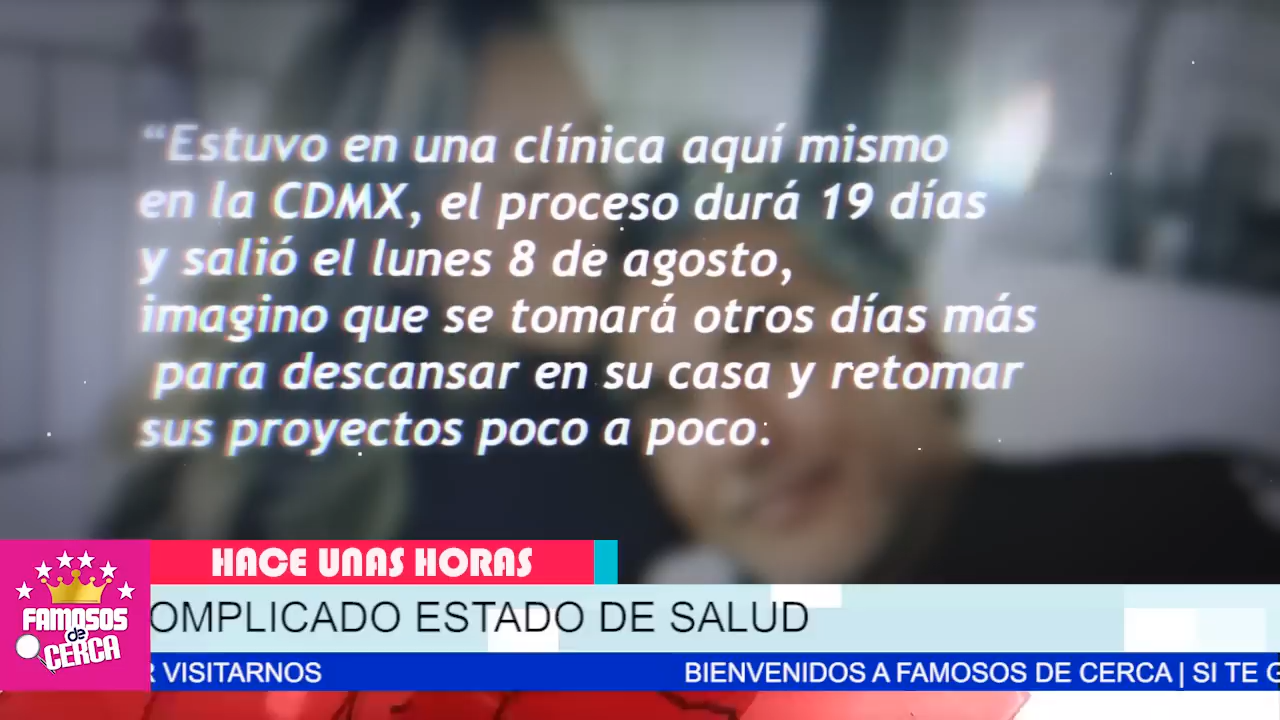 “Estuvo en una clínica aquí mismo
en la CDMX, el proceso durá 19 días
y salió el lunes 8 de agosto,
imagino que se tomará otros días más
para descansar en su casa y retomar
sus proyectos poco a poco.
HACE UNAS HORAS
OMPLICADO ESTADO DE SALUD
FAMOSOS
de
CERCA
R VISITARNOS BIENVENIDOS A FAMOSOS DE CERCA | SI TE G